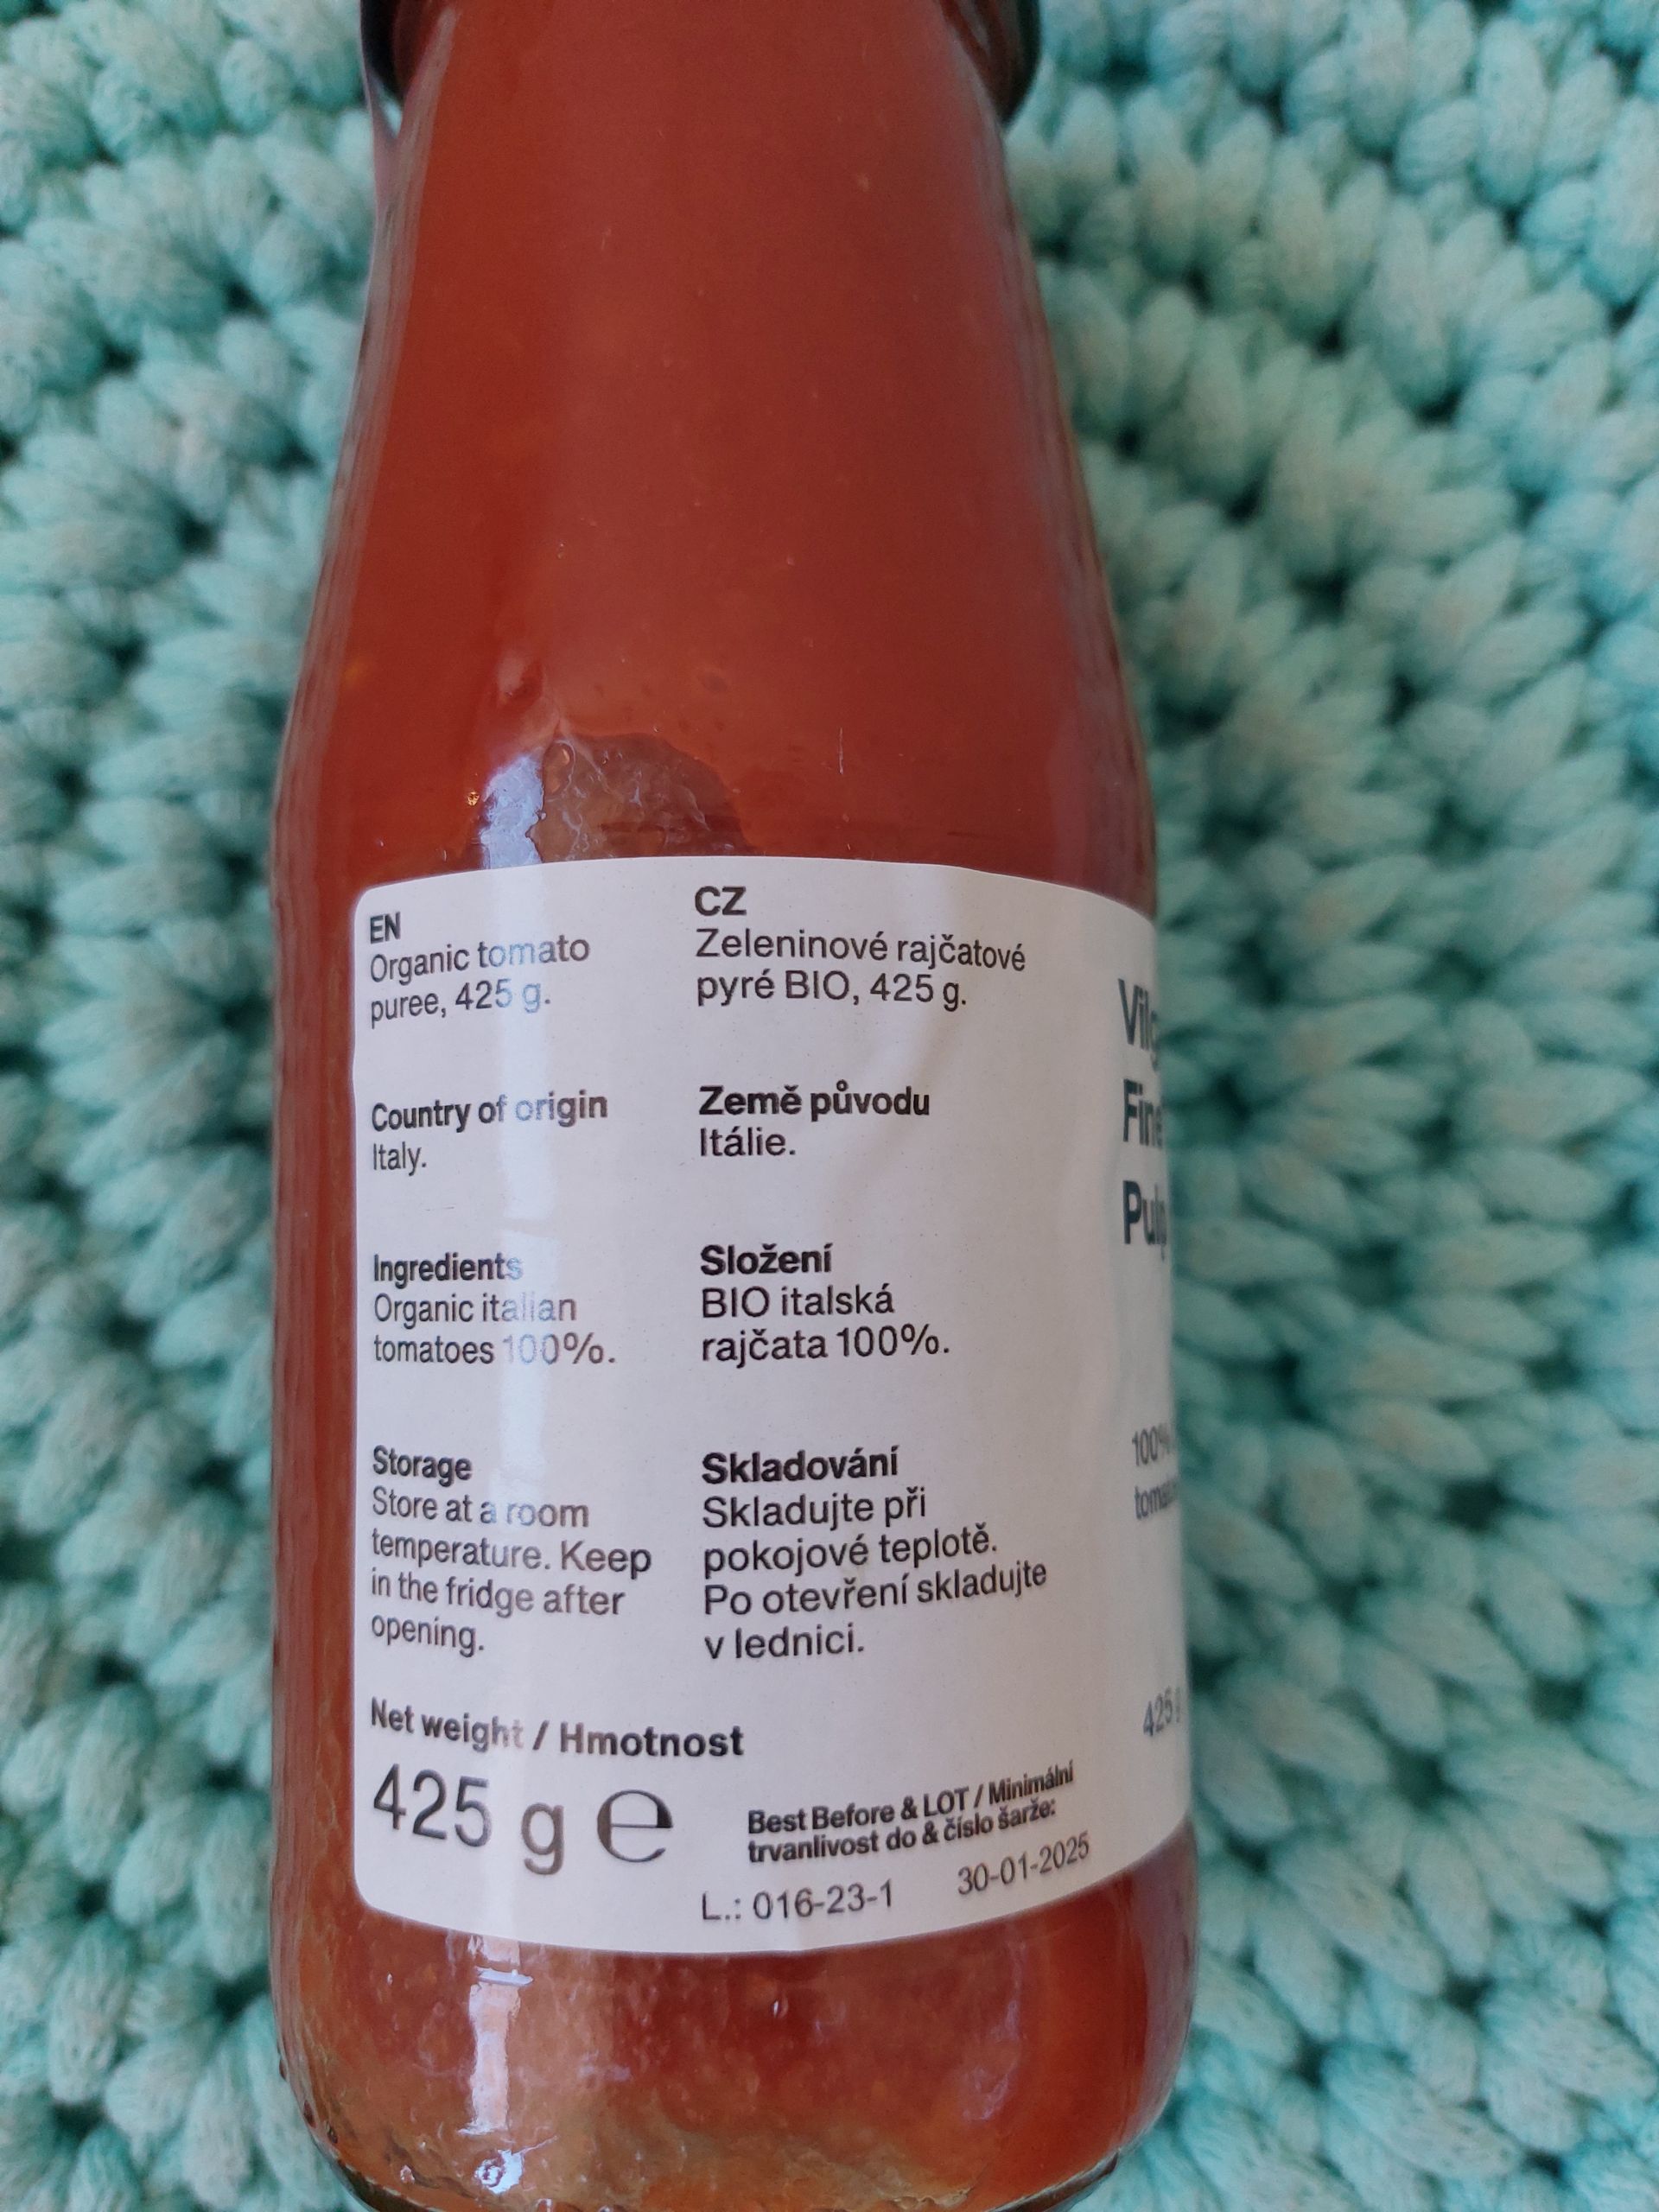 EN
Organic tomato
puree, 425 g.
Country of origin
Italy.
Ingredients
Organic italian
tomatoes 100%.
Storage
Store at a room
temperature. Keep
in the fridge after
opening.
CZ
Zeleninové rajčatové
pyré BIO, 425 g.
Země původu
Itálie.
Složení
BIO italská
rajčata 100%.
Skladování
Skladujte při
pokojové teplotě.
Po otevření skladujte
v lednici.
Net weight / Hmotnost
425 g e
Best Before & LOT / Minimální
trvanlivost do & číslo šarže:
L.: 016-23-1 30-01-2025
100%
425 g